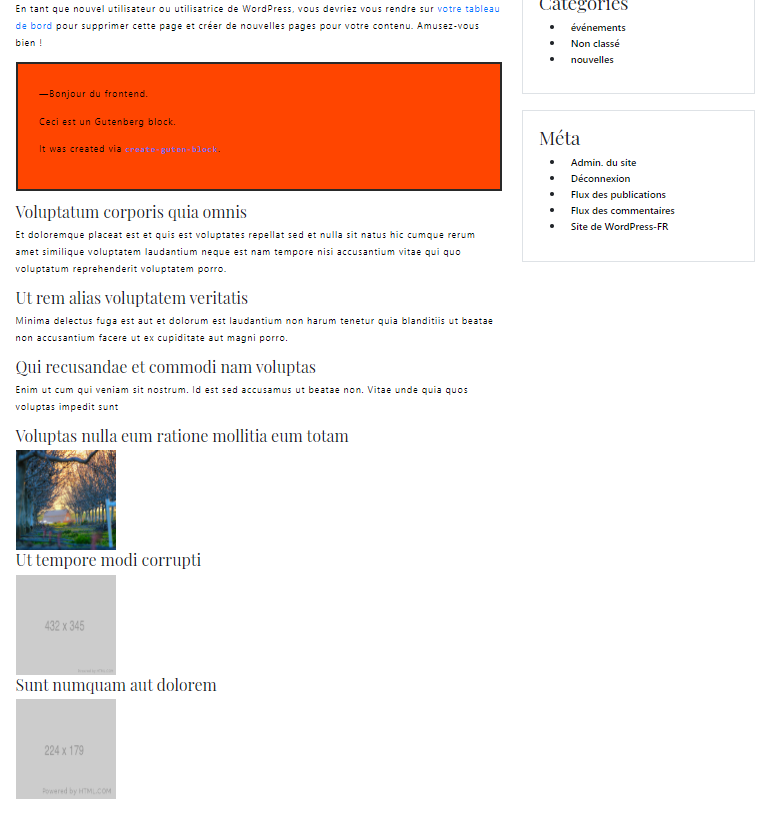 En tant que nouvel utilisateur ou utilisatrice de WordPress, vous devriez vous rendre sur votre tableau
de bord pour supprimer cette page et créer de nouvelles pages pour votre contenu. Amusez-vous
bien !
—Bonjour du frontend.
Ceci est un Gutenberg block.
It was created via create-guten-block.
Voluptatum corporis quia omnis
Et doloremque placeat est et quis est voluptates repellat sed et nulla sit natus hic cumque rerum
amet similique voluptatem laudantium neque est nam tempore nisi accusantium vitae qui quo
voluptatum reprehenderit voluptatem porro.
Ut rem alias voluptatem veritatis
Minima delectus fuga est aut et dolorum est laudantium non harum tenetur quia blanditiis ut beatae
non accusantium facere ut ex cupiditate aut magni porro.
Qui recusandae et commodi nam voluptas
Enim ut cum qui veniam sit nostrum. Id est sed accusamus ut beatae non. Vitae unde quia quos
voluptas impedit sunt
Voluptas nulla eum ratione mollitia eum totam
Ut tempore modi corrupti
432 x 345
Powered by HTML.COM
Sunt numquam aut dolorem
224 x 179
Powered by HTML.COM
Catégories
événements
Non classé
nouvelles
Méta
Admin. du site
Déconnexion
Flux des publications
Flux des commentaires
Site de WordPress-FR